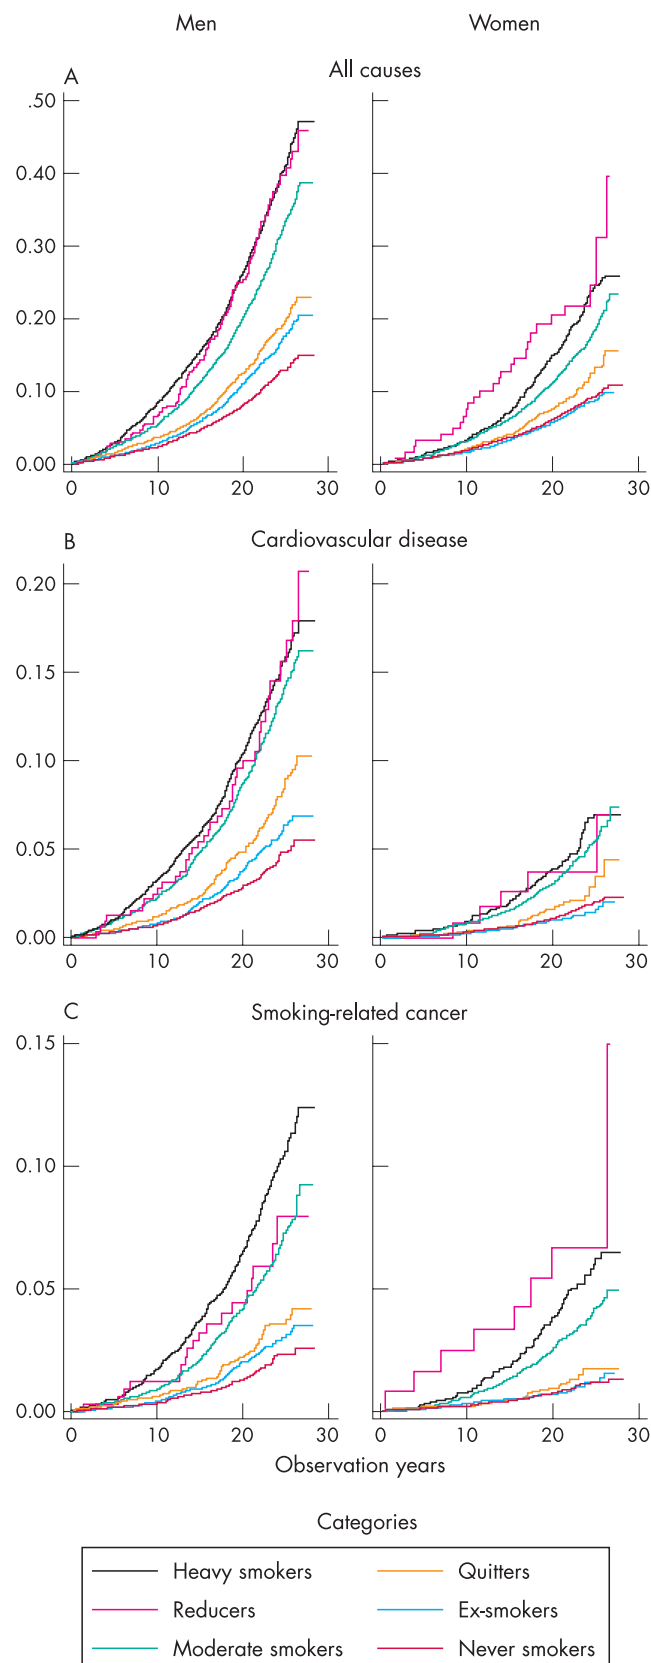 Men Women
A All causes
.50
0.40
0.30
0.20
0.10
0.00
0 10 20 30 0 10 20 30
B Cardiovascular disease
0.20
0.15
0.10
0.05
0.00
0 10 20 30 0 10 20 30
C Smoking-related cancer
0.15
0.10
0.05
0.00
0 10 20 30 0 10 20 30
Observation years
Categories
Heavy smokers Quitters
Reducers Ex-smokers
Moderate smokers Never smokers